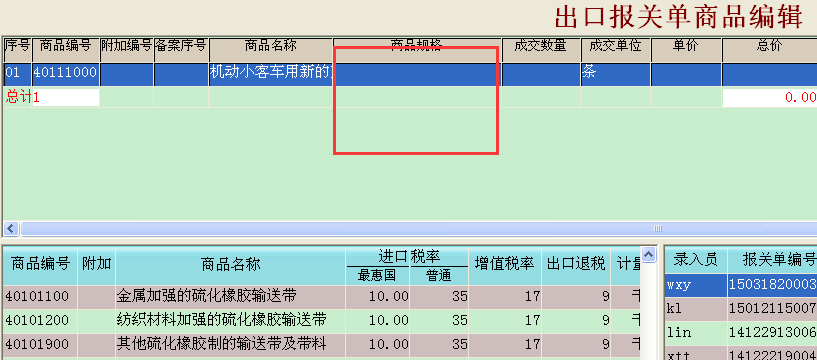 出口报关单商品编辑
序号 商品编号 附加编号 备案序号 商品名称 商品规格 成交数量 成交单位 单价 总价
01 40111000 机动小客车用新的 条
总计 1 0.00
商品编号 附加 商品名称 进口税率 增值税率 出口退税 计量 录入员 报关单编号
最惠国 普通
40101100 金属加强的硫化橡胶输送带 10.00 35 17 9 wxy 15031820003
40101200 纺织材料加强的硫化橡胶输送带 10.00 35 17 9 kl 15012115007
40101900 其他硫化橡胶制的输送带及带料 10.00 35 17 9 lin 14122913006
xtt 14122219004